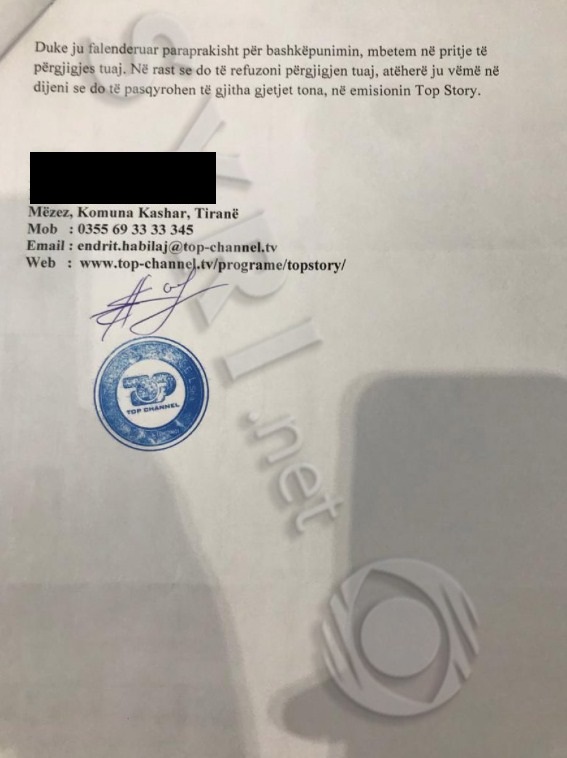 Duke ju falenderuar paraprakisht për bashkëpunimin, mbetem në pritje të
përgjigjes tuaj. Në rast se do të refuzoni përgjigjen tuaj, atëherë ju vëmë në
dijeni se do të pasqyrohen të gjitha gjetjet tona, në emisionin Top Story.
Mëzez, Komuna Kashar, Tiranë
Mob : 0355 69 33 33 345
Email : endrit.habilaj@top-channel.tv
Web : www.top-channel.tv/programe/topstory/
TOP CHANNEL
SYRI.net